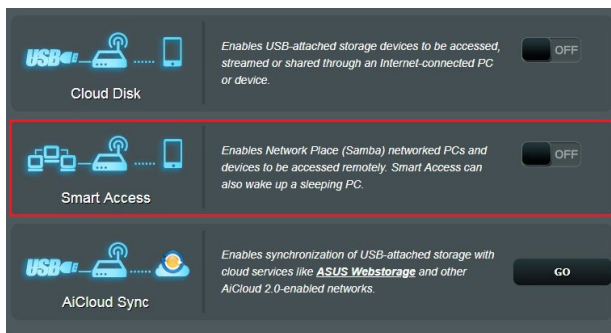 USB
Cloud Disk
Enables USB-attached storage devices to be accessed,
streamed or shared through an Internet-connected PC
or device.
OFF
Smart Access
Enables Network Place (Samba) networked PCs and
devices to be accessed remotely. Smart Access can
also wake up a sleeping PC.
OFF
USB
AiCloud Sync
Enables synchronization of USB-attached storage with
cloud services like ASUS Webstorage and other
AiCloud 2.0-enabled networks.
GO